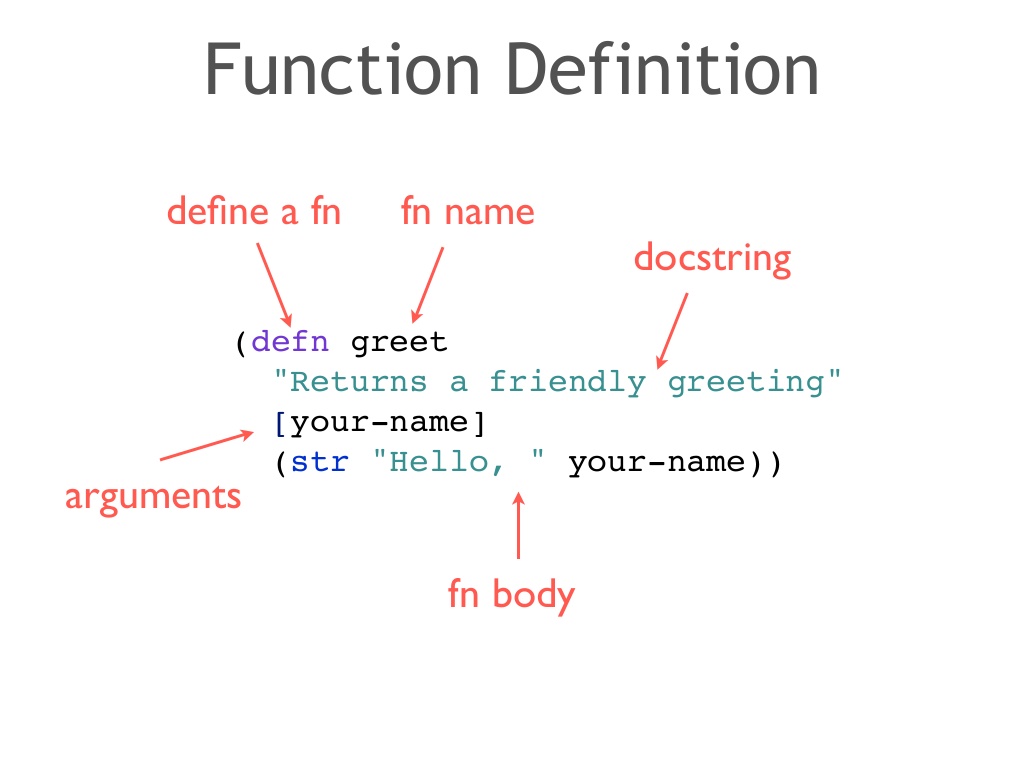 Function Definition
define a fn
fn name
docstring
(defn greet
"Returns a friendly greeting"
[your-name]
(str "Hello, " your-name))
arguments
fn body